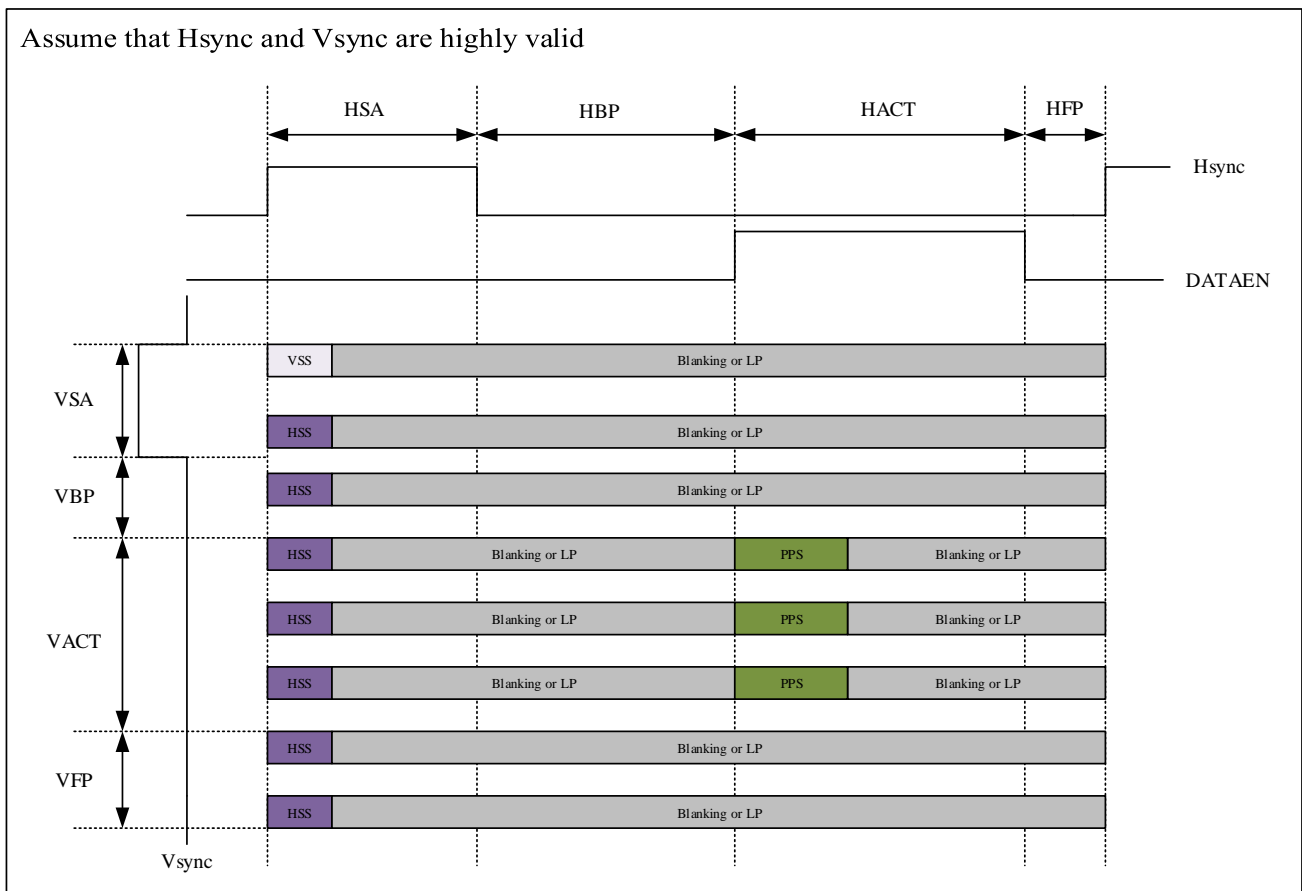 Assume that Hsync and Vsync are highly valid
HSA
HBP
HACT
HFP
Hsync
DATAEN
VSS
Blanking or LP
VSA
HSS
Blanking or LP
VBP
HSS
Blanking or LP
HSS
Blanking or LP
PPS
Blanking or LP
VACT
HSS
Blanking or LP
PPS
Blanking or LP
HSS
Blanking or LP
PPS
Blanking or LP
VFP
HSS
Blanking or LP
HSS
Blanking or LP
Vsync